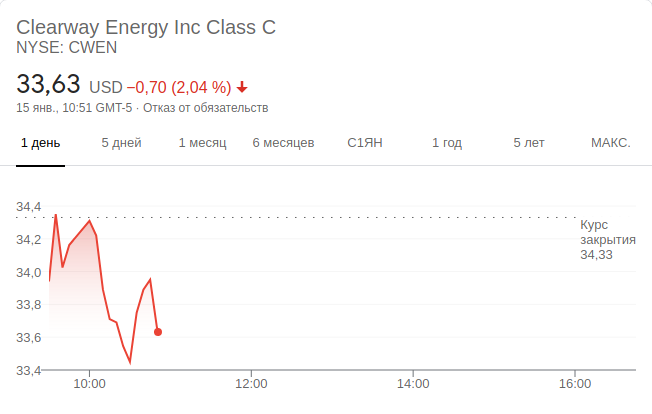 Clearway Energy Inc Class C
NYSE: CWEN
33,63 USD −0,70 (2,04 %)
15 янв., 10:51 GMT-5 · Отказ от обязательств
1 день 5 дней 1 месяц 6 месяцев С1ЯН 1 год 5 лет МАКС.
34,4
Курс
закрытия
34,33
34,2
34,0
33,8
33,6
33,4
10:00 12:00 14:00 16:00